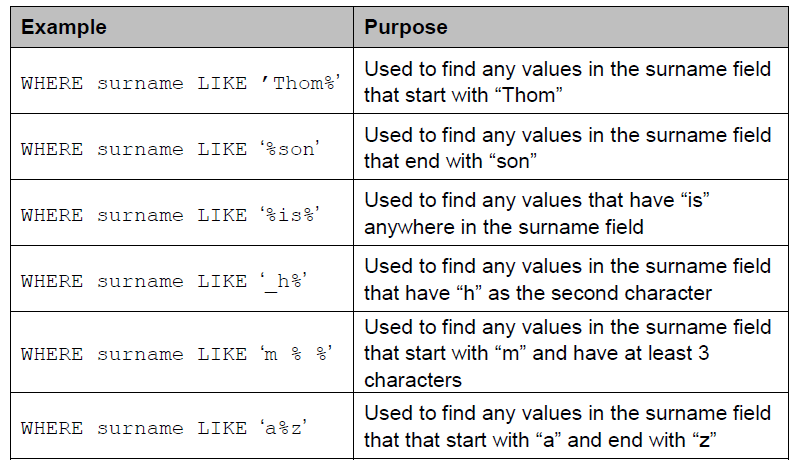 Example Purpose
WHERE surname LIKE ′Thom%’ Used to find any values in the surname field
that start with “Thom”
WHERE surname LIKE ‘%son’ Used to find any values in the surname field
that end with “son”
WHERE surname LIKE ‘%is%’ Used to find any values that have “is”
anywhere in the surname field
WHERE surname LIKE ‘_h%’ Used to find any values in the surname field
that have “h” as the second character
WHERE surname LIKE ‘m % %’ Used to find any values in the surname field
that start with “m” and have at least 3
characters
WHERE surname LIKE ‘a%z’ Used to find any values in the surname field
that that start with “a” and end with “z”